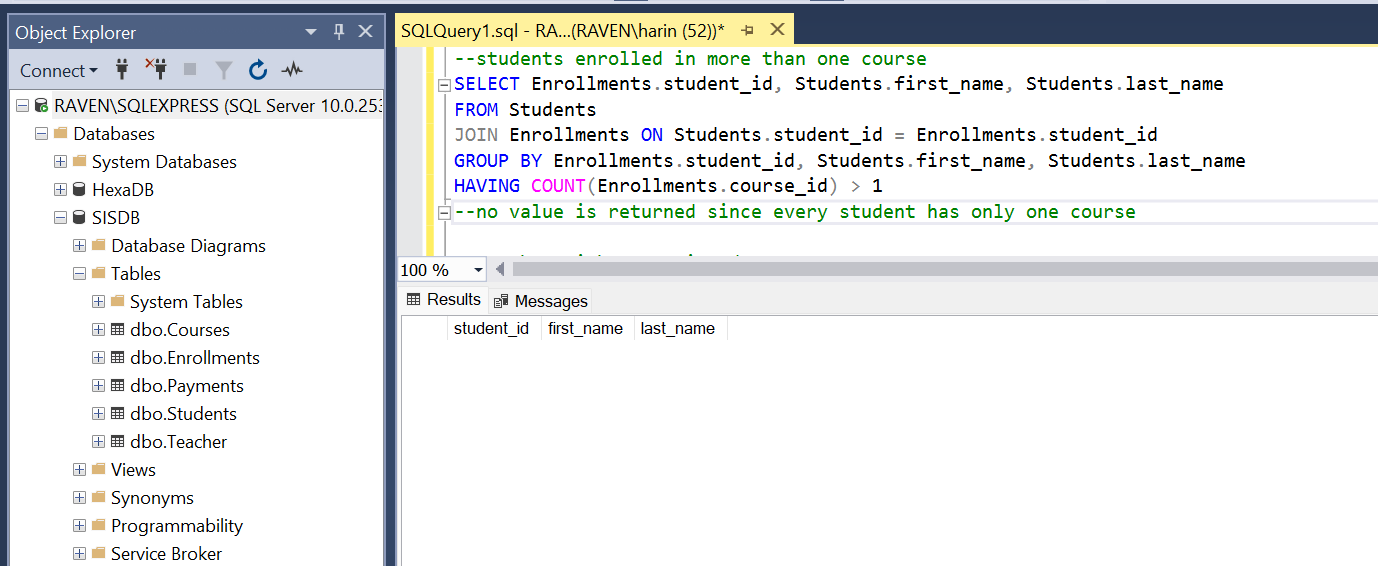 Object Explorer
Connect
RAVEN\SQLEXPRESS (SQL Server 10.0.253
Databases
System Databases
HexaDB
SISDB
Database Diagrams
Tables
System Tables
dbo.Courses
dbo.Enrollments
dbo.Payments
dbo.Students
dbo.Teacher
Views
Synonyms
Programmability
Service Broker
SQLQuery1.sql - RA...(RAVEN\harin (52))*
--students enrolled in more than one course
SELECT Enrollments.student_id, Students.first_name, Students.last_name
FROM Students
JOIN Enrollments ON Students.student_id = Enrollments.student_id
GROUP BY Enrollments.student_id, Students.first_name, Students.last_name
HAVING COUNT(Enrollments.course_id) > 1
--no value is returned since every student has only one course
100 %
Results Messages
student_id first_name last_name